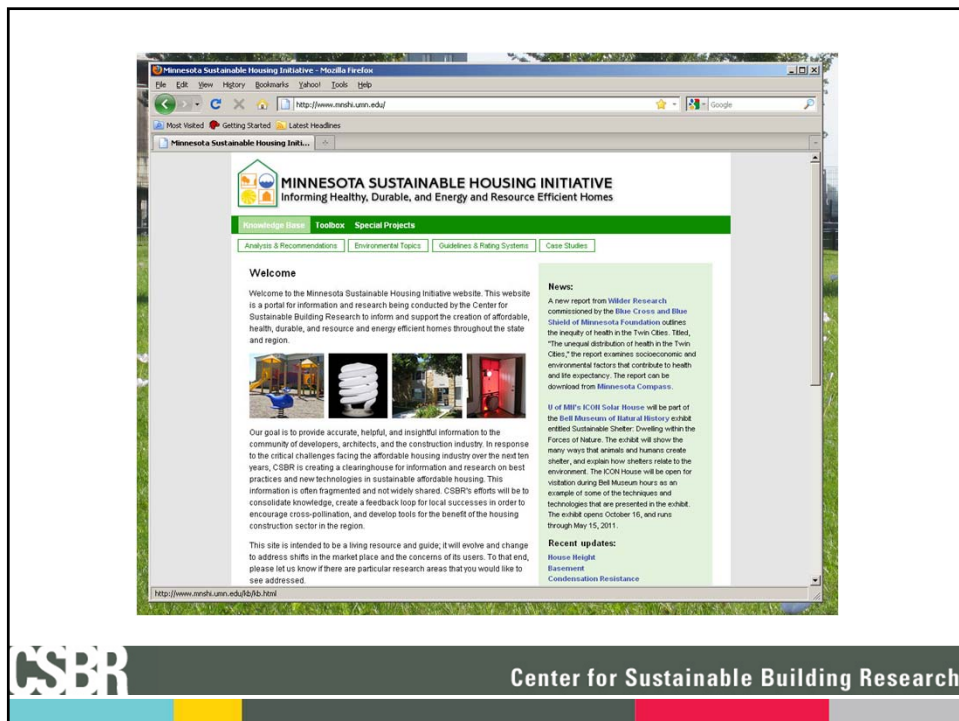 Minnesota Sustainable Housing Initiative - Mozilla Firefox
File Edit View History Bookmarks Yahoo! Tools Help
http://www.mnshi.umn.edu/
Google
Most Visited Getting Started Latest Headlines
Minnesota Sustainable Housing Initi...
MINNESOTA SUSTAINABLE HOUSING INITIATIVE
Informing Healthy, Durable, and Energy and Resource Efficient Homes
Knowledge Base Toolbox Special Projects
Analysis & Recommendations Environmental Topics Guidelines & Rating Systems Case Studies
Welcome
Welcome to the Minnesota Sustainable Housing Initiative website. This website
is a portal for information and research being conducted by the Center for
Sustainable Building Research to inform and support the creation of affordable,
health, durable, and resource and energy efficient homes throughout the state
and region.
Our goal is to provide accurate, helpful, and insightful information to the
community of developers, architects, and the construction industry. In response
to the critical challenges facing the affordable housing industry over the next ten
years, CSBR is creating a clearinghouse for information and research on best
practices and new technologies in sustainable affordable housing. This
information is often fragmented and not widely shared. CSBR's efforts will be to
consolidate knowledge, create a feedback loop for local successes in order to
encourage cross-pollination, and develop tools for the benefit of the housing
construction sector in the region.
This site is intended to be a living resource and guide; it will evolve and change
to address shifts in the market place and the concerns of its users. To that end,
please let us know if there are particular research areas that you would like to
see addressed.
News:
A new report from Wilder Research
commissioned by the Blue Cross and Blue
Shield of Minnesota Foundation outlines
the inequity of health in the Twin Cities. Titled,
"The unequal distribution of health in the Twin
Cities," the report examines socioeconomic and
environmental factors that contribute to health
and life expectancy. The report can be
download from Minnesota Compass.
U of MN's ICON Solar House will be part of
the Bell Museum of Natural History exhibit
entitled Sustainable Shelter: Dwelling within the
Forces of Nature. The exhibit will show the
many ways that animals and humans create
shelter, and explain how shelters relate to the
environment. The ICON House will be open for
visitation during Bell Museum hours as an
example of some of the techniques and
technologies that are presented in the exhibit.
The exhibit opens October 16, and runs
through May 15, 2011.
Recent updates:
House Height
Basement
Condensation Resistance
http://www.mnshi.umn.edu/kb/kb.html
CSBR
Center for Sustainable Building Research